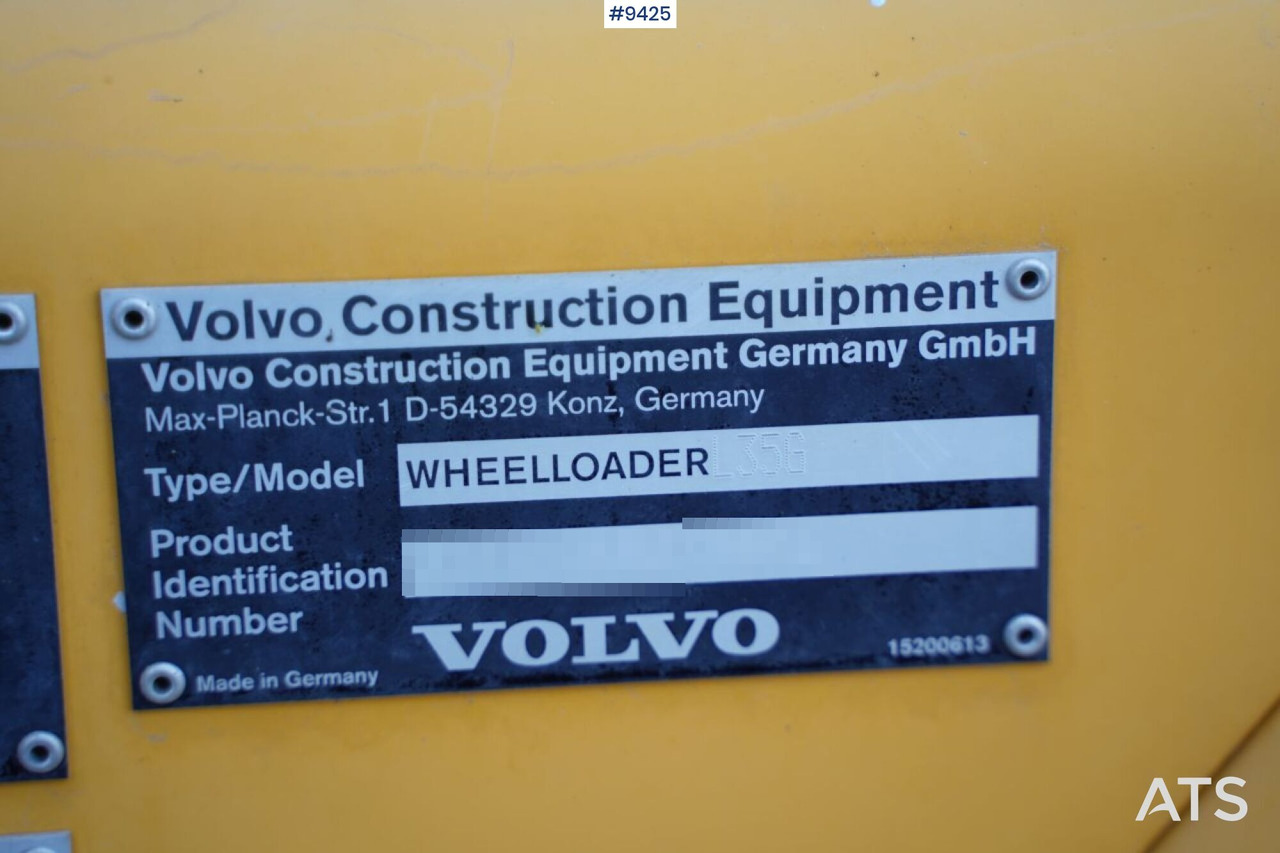 #9425
Volvo Construction Equipment
Volvo Construction Equipment Germany GmbH
Max-Planck-Str.1 D-54329 Konz, Germany
Type/Model WHEELLOADER L35G
Product
Identification
Number
VOLVO
15200613
Made in Germany
ATS